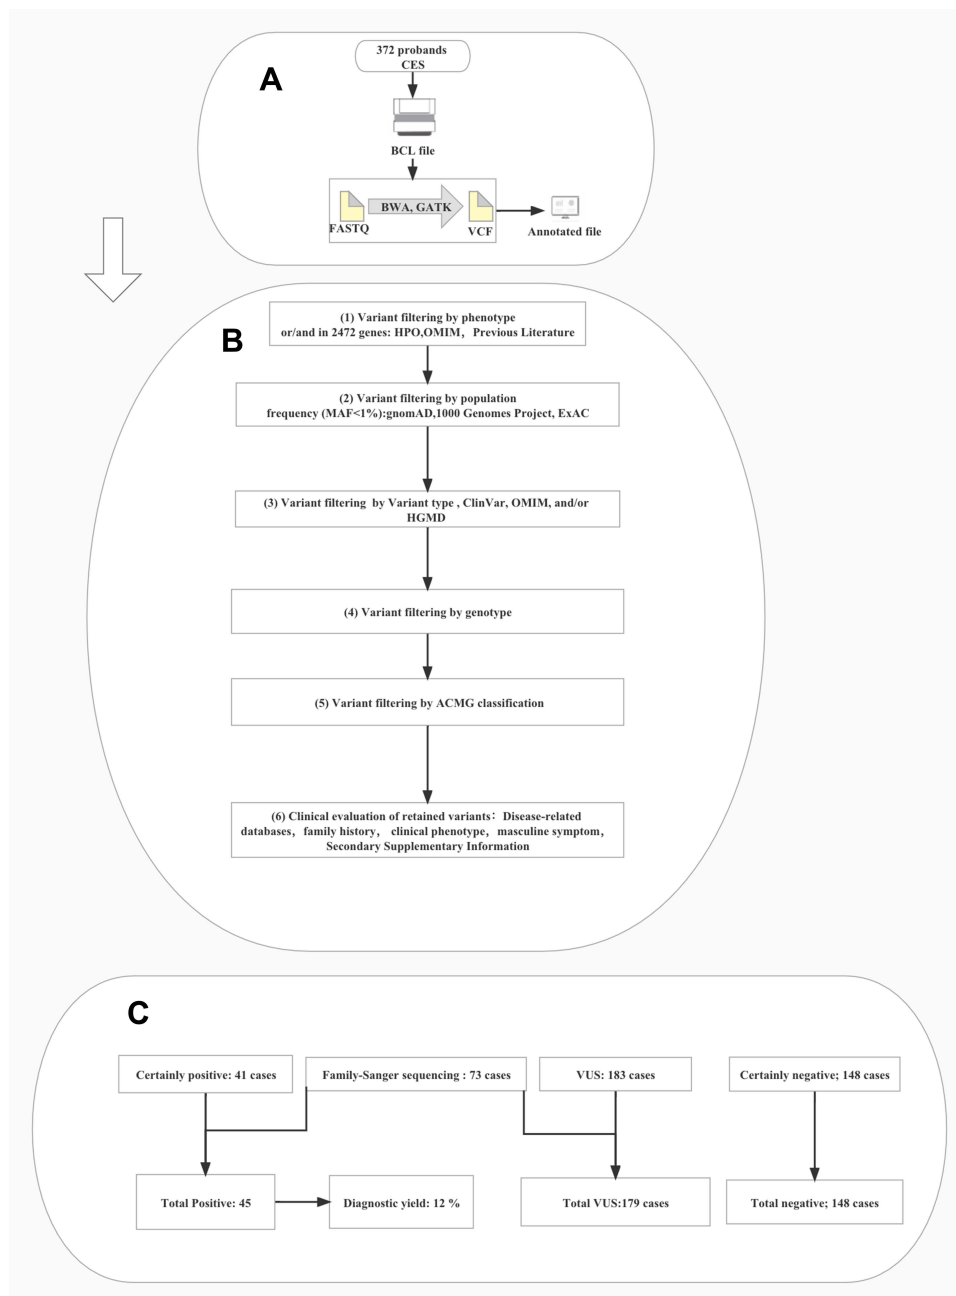 A
372 probands
CES
BCL file
BWA, GATK
FASTQ
VCF
Annotated file
B
(1) Variant filtering by phenotype
or/and in 2472 genes: HPO,OMIM， Previous Literature
(2) Variant filtering by population
frequency (MAF<1%):gnomAD,1000 Genomes Project, ExAC
(3) Variant filtering by Variant type , ClinVar, OMIM, and/or
HGMD
(4) Variant filtering by genotype
(5) Variant filtering by ACMG classification
(6) Clinical evaluation of retained variants： Disease-related
databases， family history， clinical phenotype， masculine symptom，
Secondary Supplementary Information
C
Certainly positive: 41 cases
Family-Sanger sequencing : 73 cases
VUS: 183 cases
Certainly negative; 148 cases
Total Positive: 45
Diagnostic yield: 12 %
Total VUS:179 cases
Total negative; 148 cases